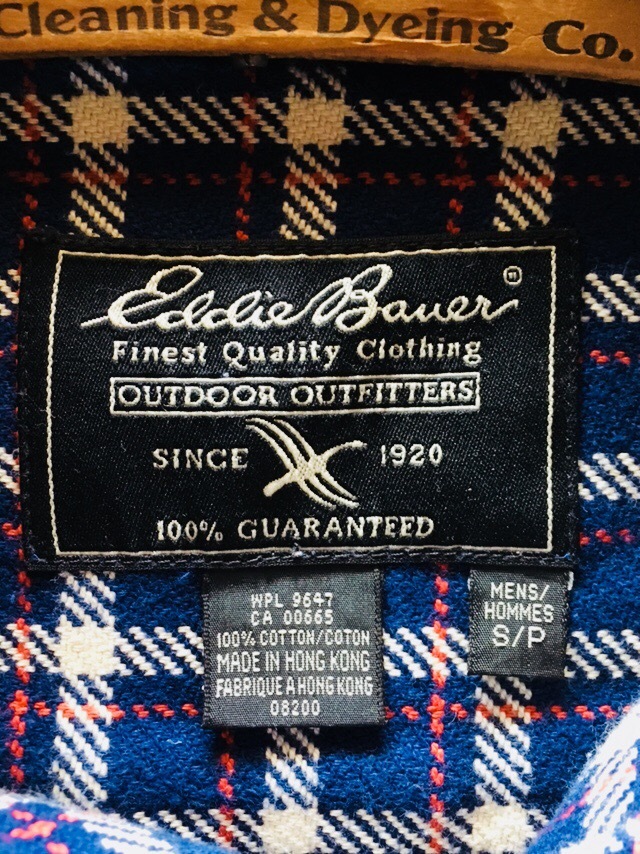 Cleaning & Dyeing Co.
Eddie Bauer ®
Finest Quality Clothing
OUTDOOR OUTFITTERS
SINCE 1920
100% GUARANTEED
WPL 9647
CA 00665
100% COTTON/COTON
MADE IN HONG KONG
FABRIQUE A HONG KONG
08200
MENS/
HOMMES
S/P